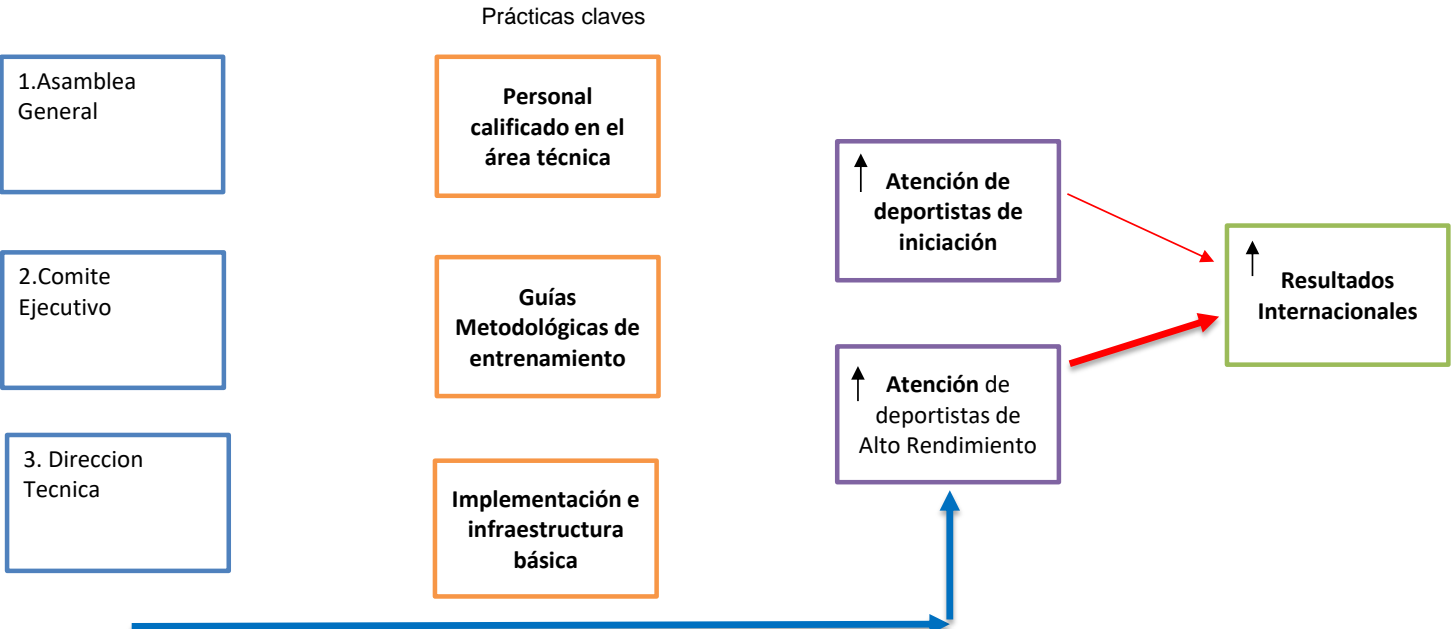 Prácticas claves
1.Asamblea
General
2.Comite
Ejecutivo
3. Direccion
Tecnica
Personal
calificado en el
área técnica
Guías
Metodológicas de
entrenamiento
Implementación e
infraestructura
básica
Atención de
deportistas de
iniciación
Atención de
deportistas de
Alto Rendimiento
Resultados
Internacionales